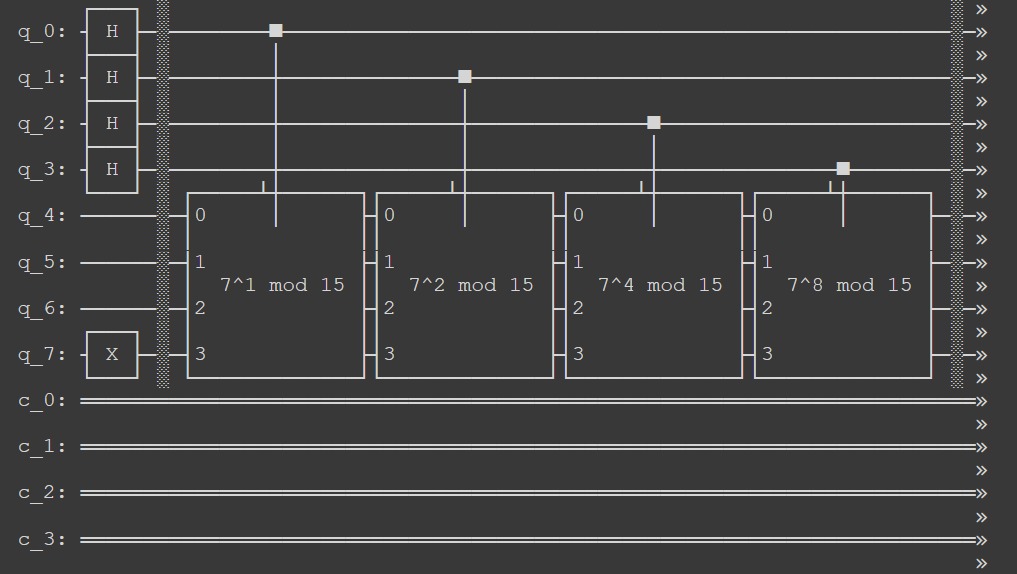 »
q_0: H »
»
q_1: H »
»
q_2: H »
»
q_3: H »
»
q_4: 0 0 0 0 »
»
q_5: 1 1 1 1 »
7^1 mod 15 7^2 mod 15 7^4 mod 15 7^8 mod 15
q_6: 2 2 2 2 »
»
q_7: X 3 3 3 3 »
»
c_0: »
»
c_1: »
»
c_2: »
»
c_3: »
»